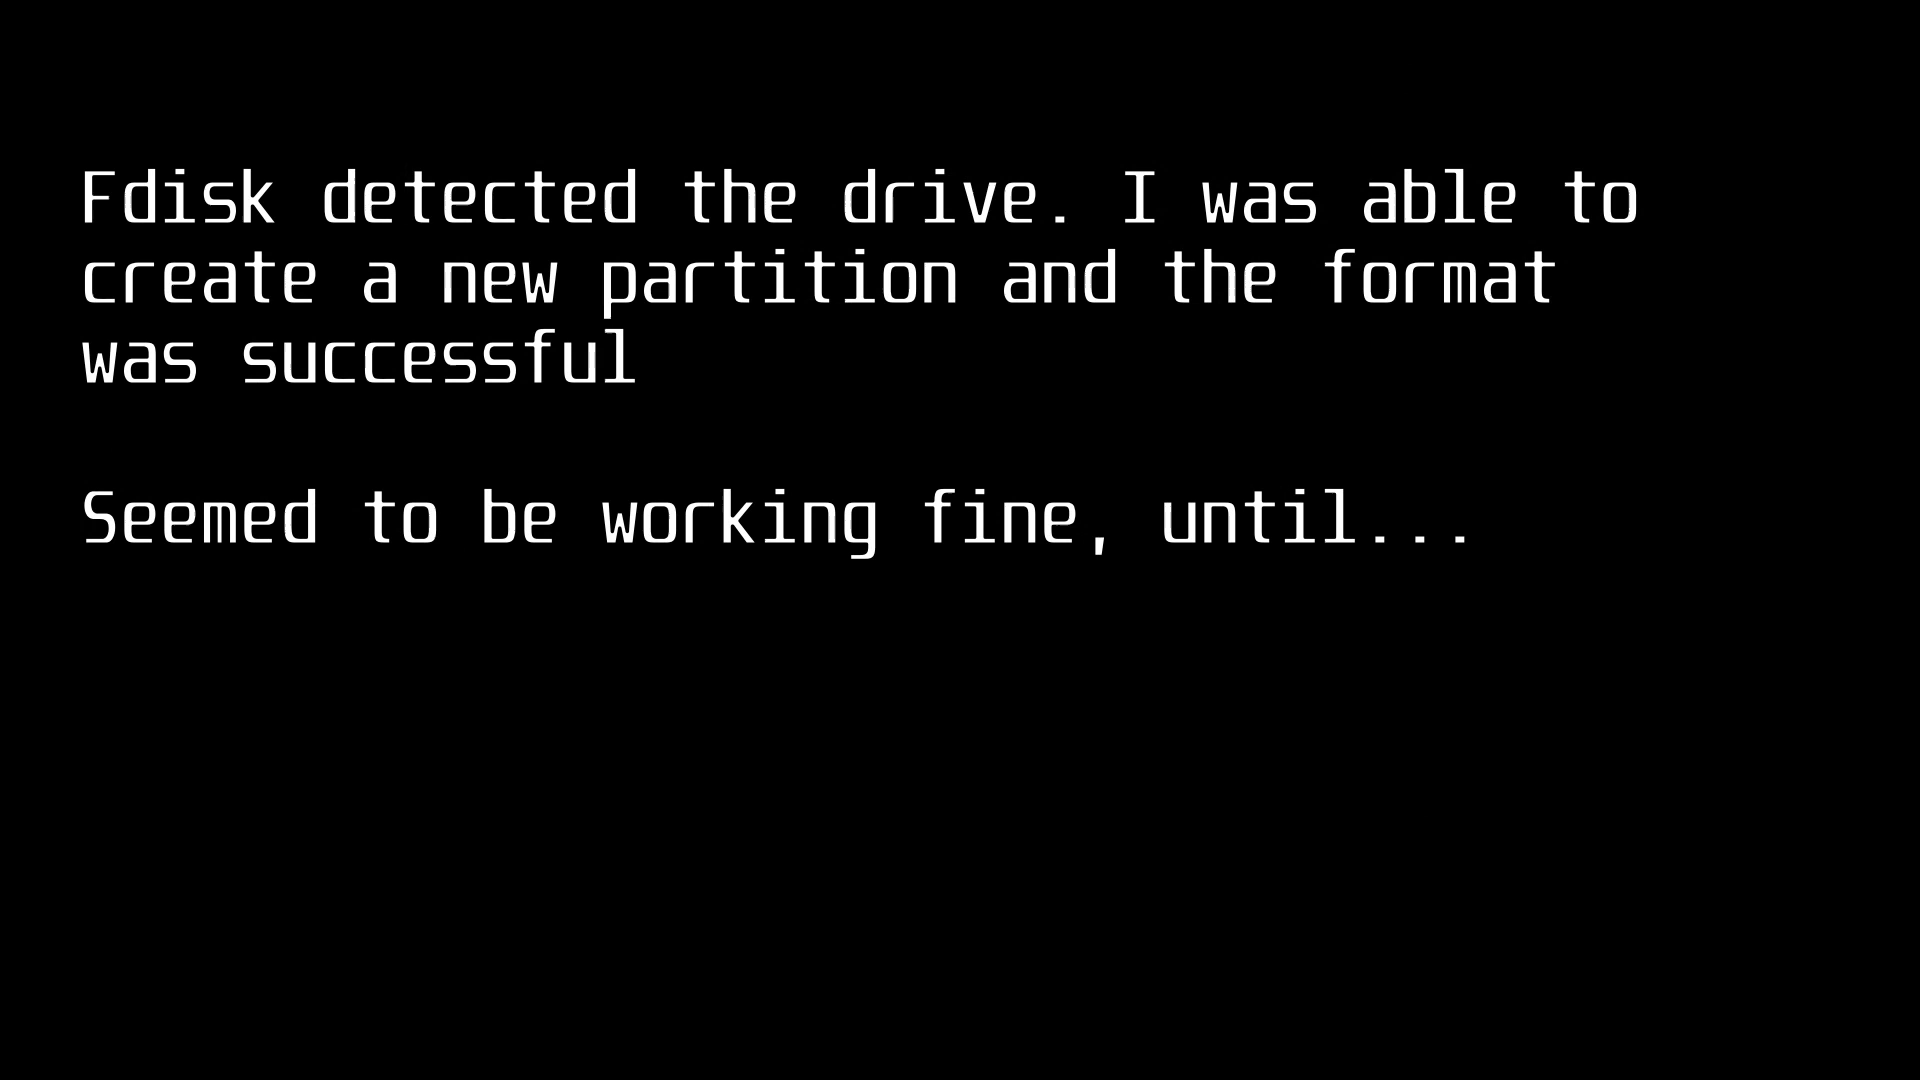 Fdisk detected the drive. I was able to
create a new partition and the format
was successful
Seemed to be working fine, until...